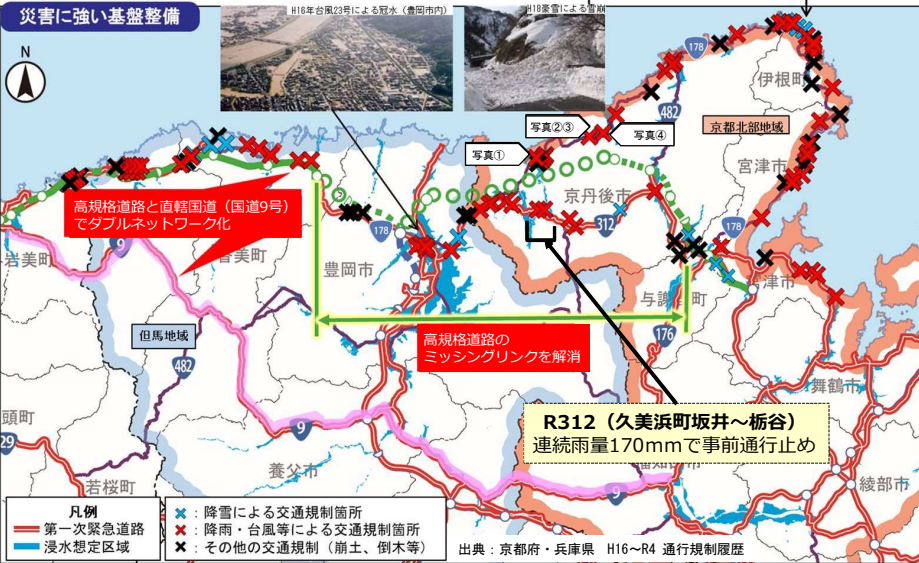 災害に強い基盤整備
H16年台風23号による冠水（豊岡市内）
H18豪雪による雪崩
N
178
伊根町
482
写真②③
写真④
京都北部地域
写真①
宮津市
京丹後市
高規格道路と直轄国道（国道9号）
でダブルネットワーク化
178
312
178
9
香美町
豊岡市
与謝野町
但馬地域
高規格道路の
ミッシングリンクを解消
176
482
舞鶴市
頭町
R312（久美浜町坂井～栃谷）
連続雨量170mmで事前通行止め
29
9
養父市
9
綾部市
若桜町
凡例
第一次緊急道路
浸水想定区域
：降雪による交通規制箇所
：降雨・台風等による交通規制箇所
：その他の交通規制（崩土、倒木等）
出典：京都府・兵庫県 H16～R4 通行規制履歴